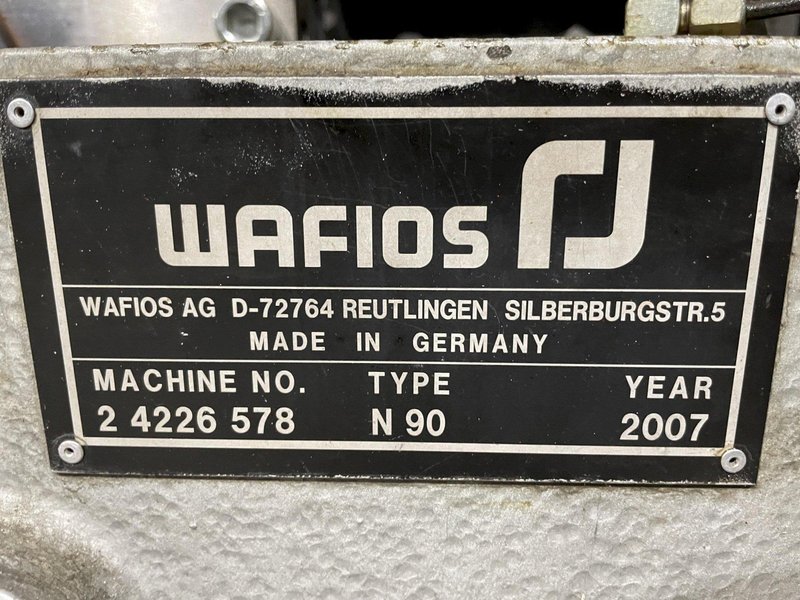 WAFIOS
WAFIOS AG D-72764 REUTLINGEN SILBERBURGSTR.5
MADE IN GERMANY
MACHINE NO. TYPE YEAR
2 4226 578 N 90 2007